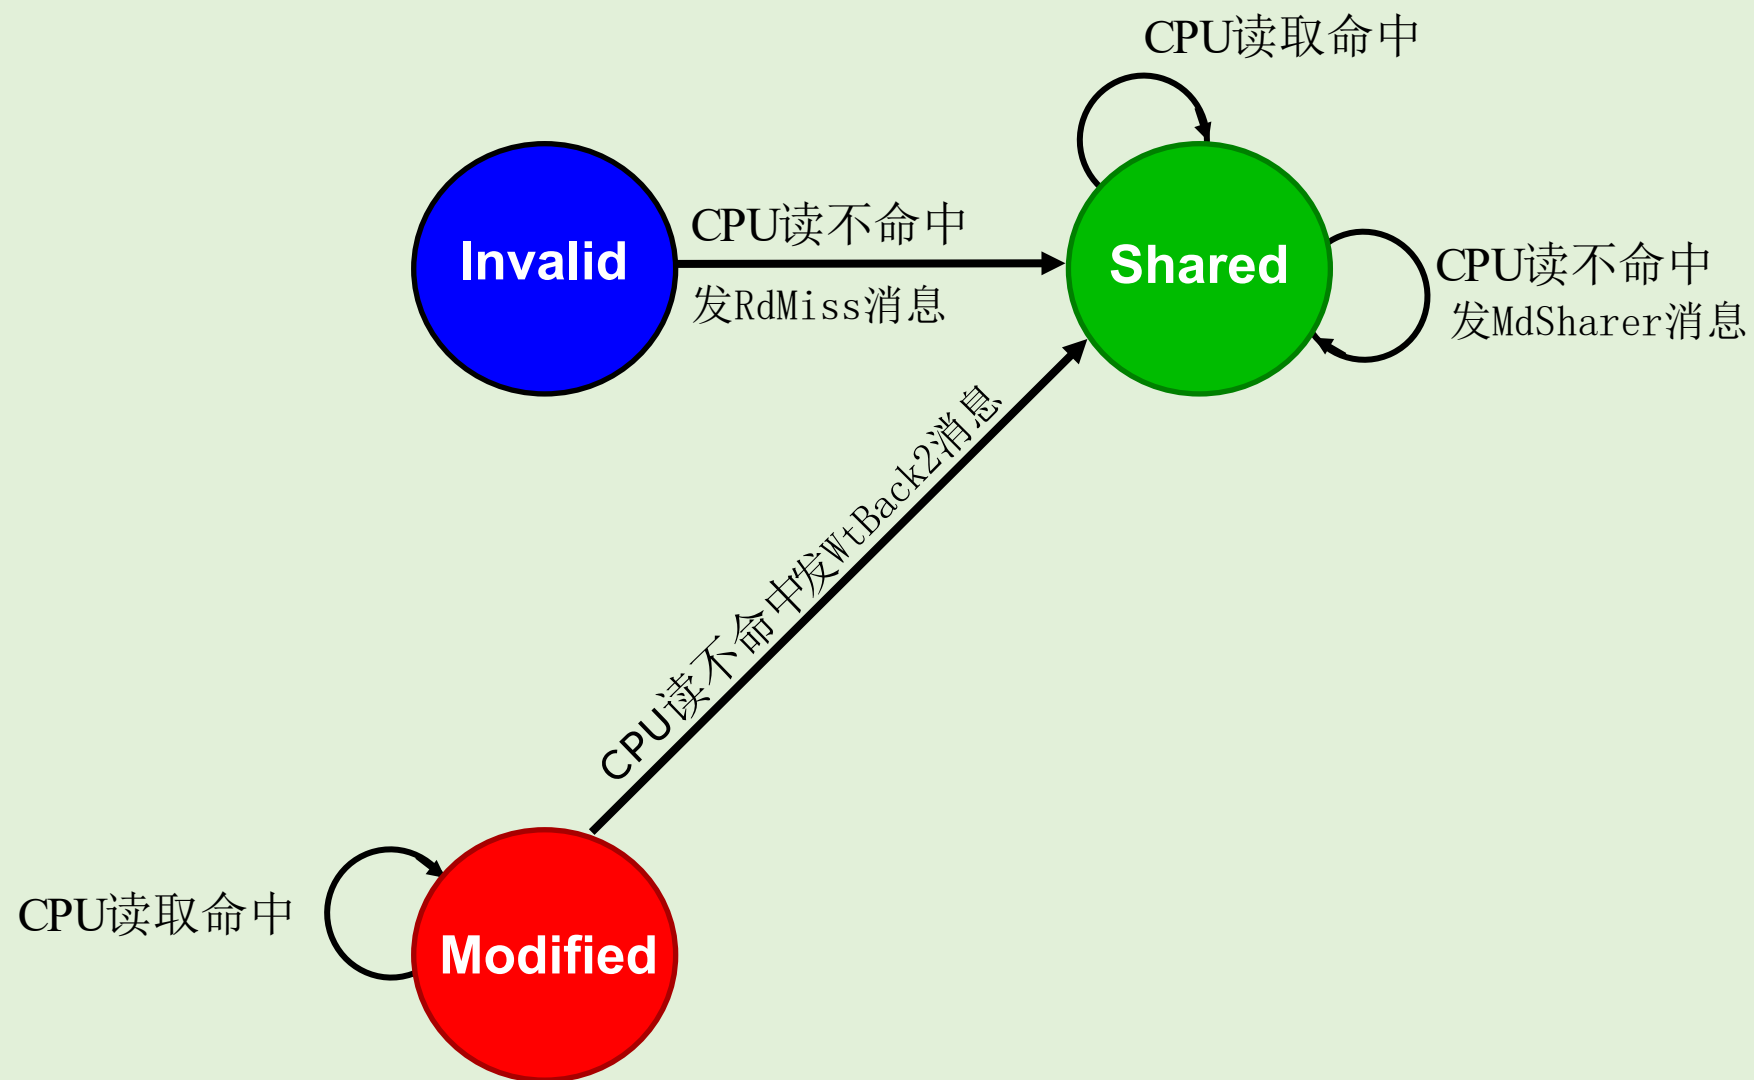 CPU读取命中
Invalid
CPU读不命中
发RdMiss消息
Shared
CPU读不命中
发MdSharer消息
CPU读不命中发WtBack2消息
CPU读取命中
Modified